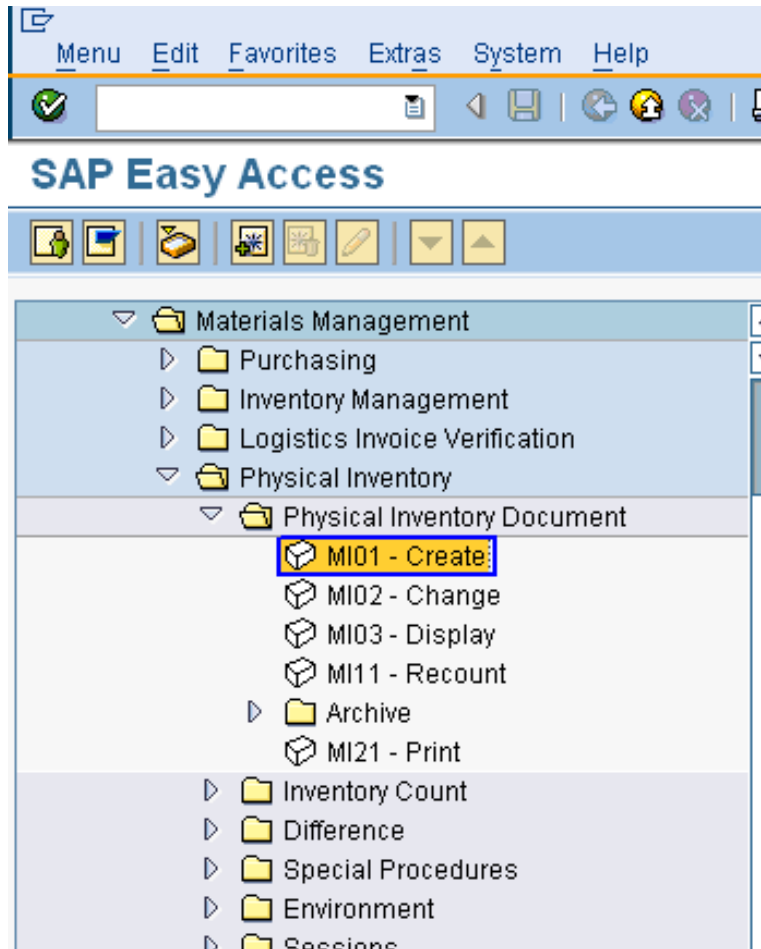 Menu Edit Favorites Extras System Help
SAP Easy Access
Materials Management
Purchasing
Inventory Management
Logistics Invoice Verification
Physical Inventory
Physical Inventory Document
MI01 - Create
MI02 - Change
MI03 - Display
MI11 - Recount
Archive
MI21 - Print
Inventory Count
Difference
Special Procedures
Environment
Sessions